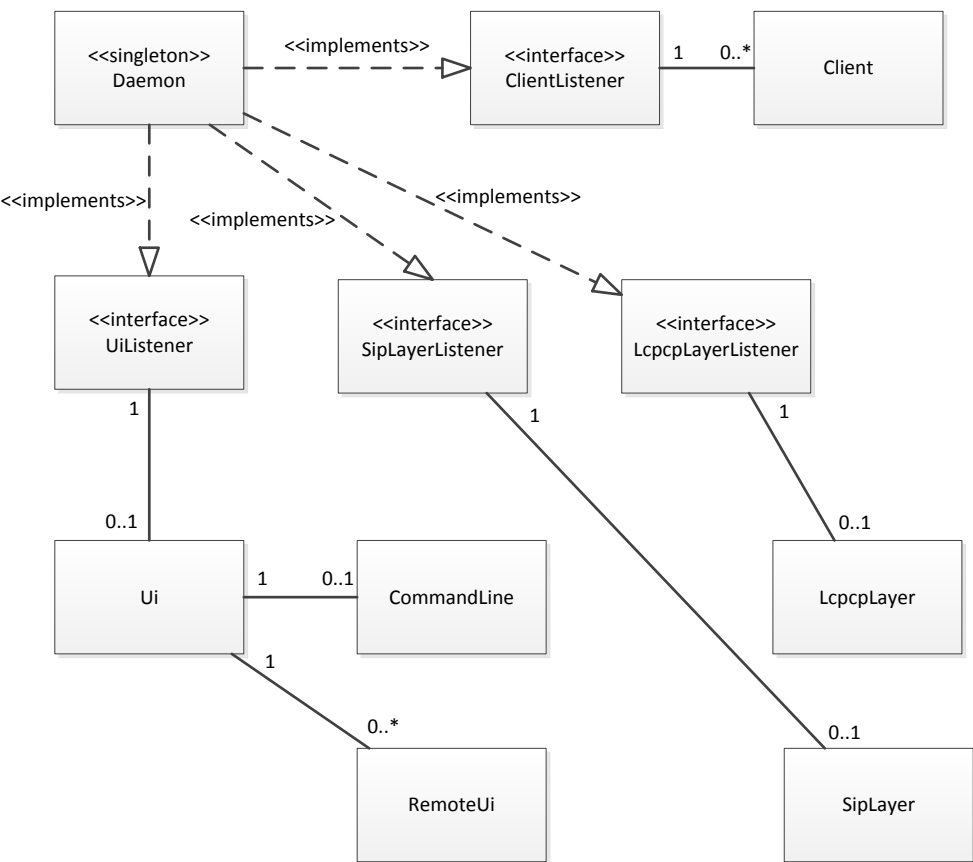 <<singleton>>
Daemon
<<implements>>
<<interface>>
ClientListener
1
0..*
Client
<<implements>>
<<implements>>
<<implements>>
<<interface>>
UiListener
<<interface>>
SipLayerListener
<<interface>>
LcpcpLayerListener
1
1
1
0..1
0..1
Ui
1
0..1
CommandLine
LcpcpLayer
1
0..*
0..1
RemoteUi
SipLayer